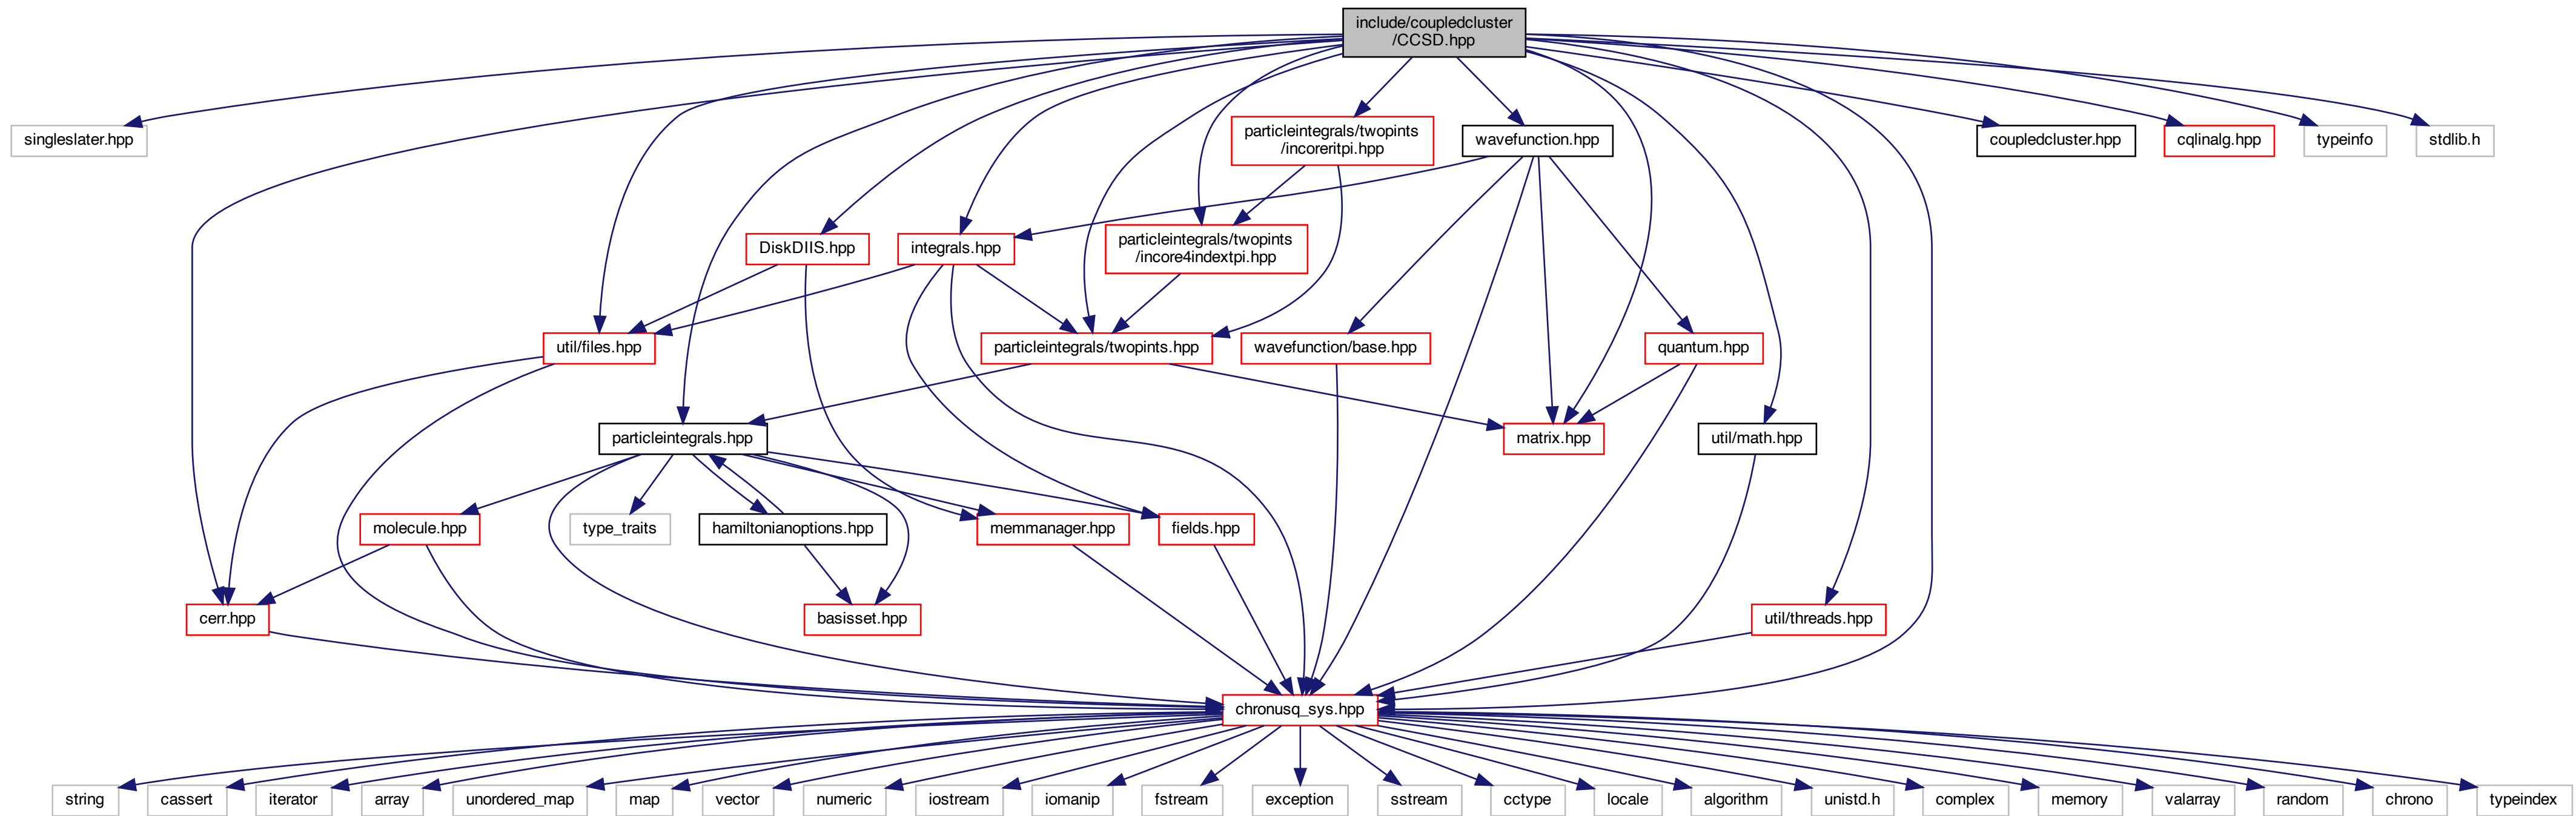 include/coupledcluster
/CCSD.hpp
singleslater.hpp
particleintegrals/twopints
/incoreritpi.hpp
wavefunction.hpp
coupledcluster.hpp
cqlinalg.hpp
typeinfo
stdlib.h
DiskDIIS.hpp
integrals.hpp
particleintegrals/twopints
/incore4indextpi.hpp
util/files.hpp
particleintegrals/twopints.hpp
wavefunction/base.hpp
quantum.hpp
particleintegrals.hpp
matrix.hpp
util/math.hpp
molecule.hpp
type_traits
hamiltonianoptions.hpp
memmanager.hpp
fields.hpp
cerr.hpp
basisset.hpp
util/threads.hpp
chronusq_sys.hpp
string
cassert
iterator
array
unordered_map
map
vector
numeric
iostream
iomanip
fstream
exception
sstream
cctype
locale
algorithm
unistd.h
complex
memory
valarray
random
chrono
typeindex